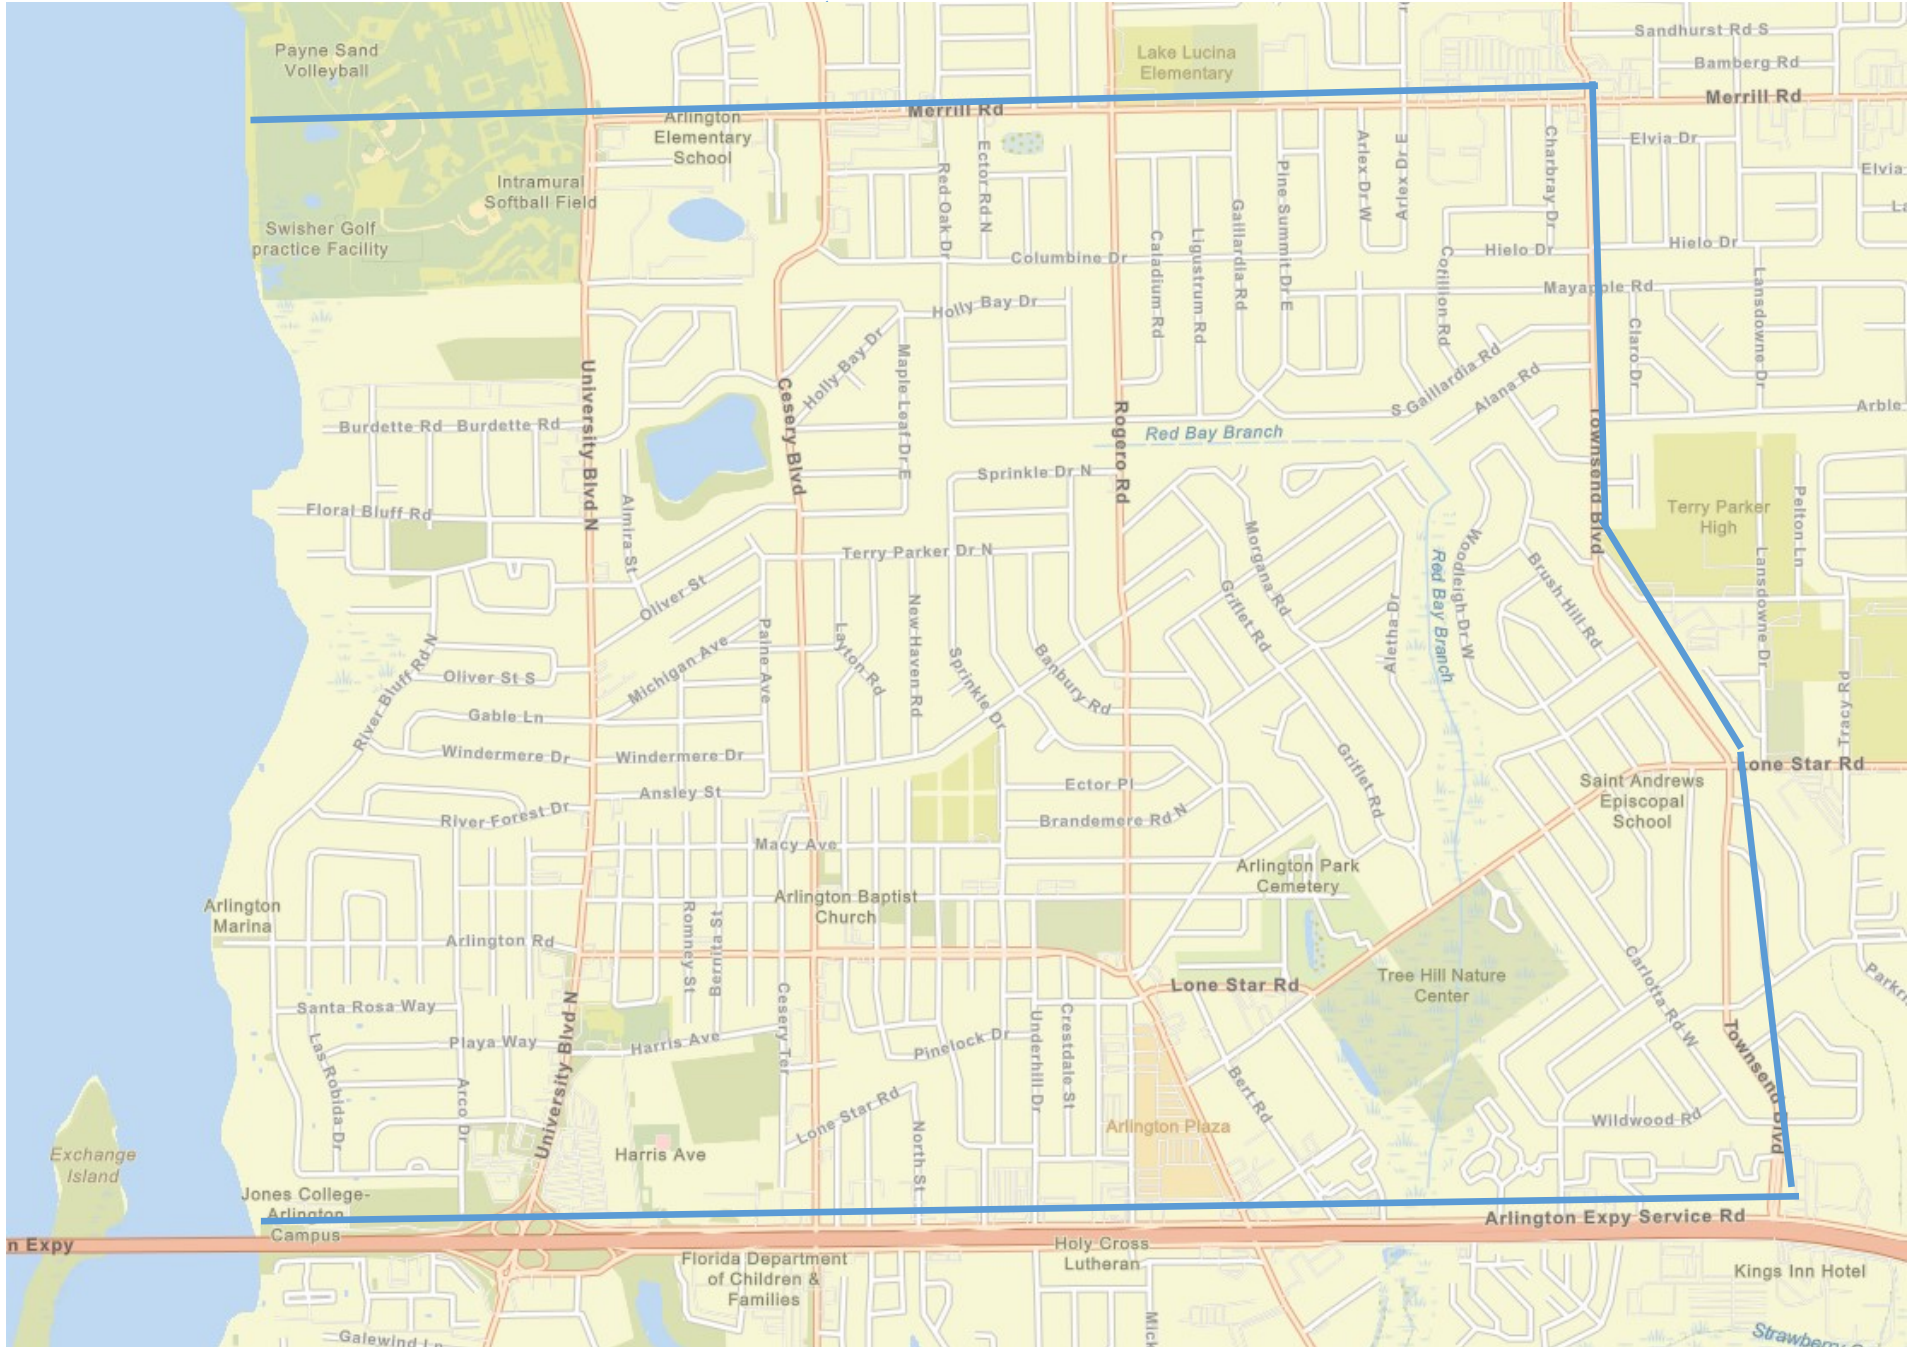 Payne Sand
Volleyball
Lake Lucina
Elementary
Sandhurst Rd S
Bamberg Rd
Merrill Rd
Merrill Rd
Arlington
Elementary
School
Elvia Dr
Elvia
Intramural
Softball Field
Swisher Golf
practice Facility
Red Oak Dr
Ector Rd N
Pine Summit Dr E
Arlex Dr W
Arlex Dr E
Charbray Dr
Columbine Dr
Caladium Rd
Ligustrum Rd
Gaillardia Rd
Cotillion Rd
Hielo Dr
Hielo Dr
Mayapple Rd
Lansdowne Dr
Claro Dr
Holly Bay Dr
Holly Bay Dr
Maple Leaf Dr E
S Gaillardia Rd
Alana Rd
Arble
University Blvd N
Cesery Blvd
Rogero Rd
Townsend Blvd
Burdette Rd
Burdette Rd
Red Bay Branch
Sprinkle Dr N
Floral Bluff Rd
Almira St
Terry Parker
High
Pelton Ln
Lansdowne Dr
Terry Parker Dr N
Oliver St
Morgana Rd
Griflet Rd
Red Bay Branch
Woodleigh Dr W
Brush Hill Rd
Aletha Dr
River Bluff Rd N
Oliver St S
Michigan Ave
Paine Ave
Layton Rd
New Haven Rd
Sprinkle Dr
Banbury Rd
Tracy Rd
Gable Ln
Windermere Dr
Windermere Dr
Griflet Rd
Lone Star Rd
Ansley St
Ector Pl
Saint Andrews
Episcopal
School
River Forest Dr
Brandemere Rd N
Macy Ave
Arlington Park
Cemetery
Arlington
Marina
Arlington Baptist
Church
Arlington Rd
Romney St
Bernita St
Cesery Ter
Lone Star Rd
Tree Hill Nature
Center
Carlotta Rd W
Santa Rosa Way
Las Robida Dr
Playa Way
Harris Ave
Pinelock Dr
Underhill Dr
Crestdale St
Bert Rd
Townsend Blvd
Arco Dr
University Blvd N
Lone Star Rd
Arlington Plaza
Wildwood Rd
Exchange
Island
Harris Ave
North St
Jones College-
Arlington
Campus
Arlington Expy Service Rd
n Expy
Florida Department
of Children &
Families
Holy Cross
Lutheran
Kings Inn Hotel